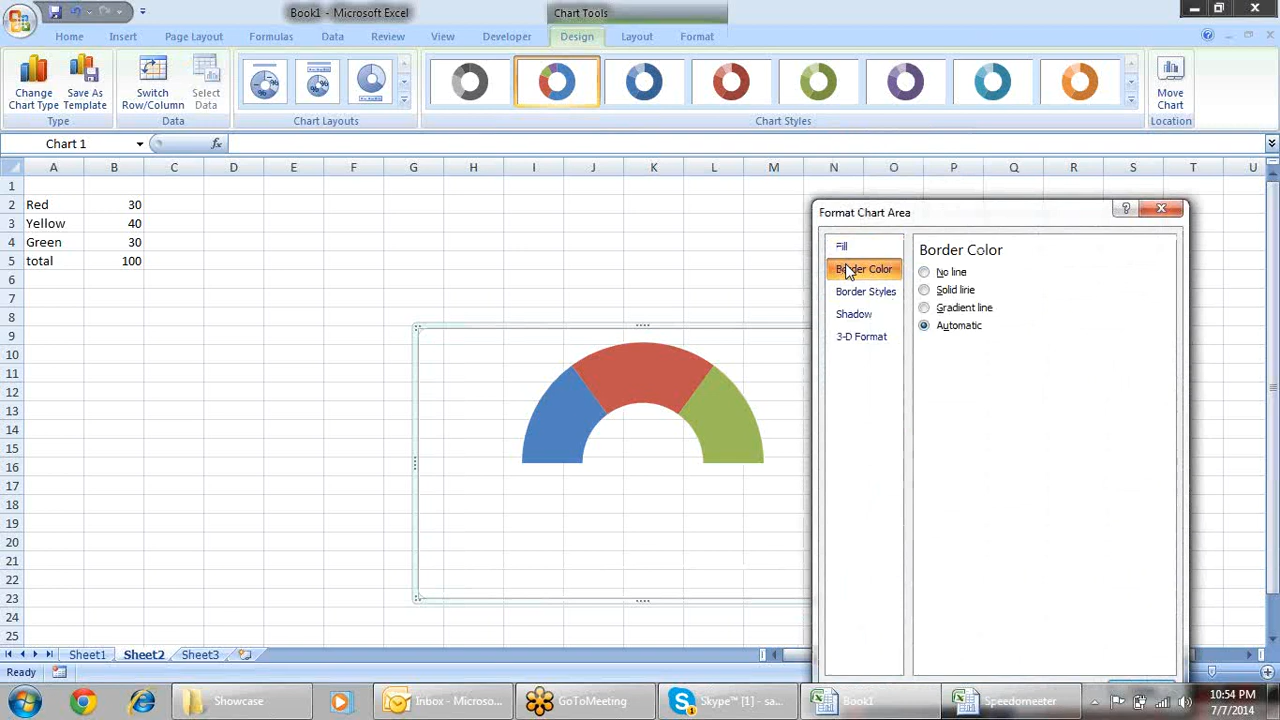 Book1 - Microsoft Excel
Chart Tools
Home
Insert
Page Layout
Formulas
Data
Review
View
Developer
Design
Layout
Format
Change
Chart Type
Save As
Template
Switch
Row/Column
Select
Data
Move
Chart
Type
Data
Chart Layouts
Chart Styles
Location
Chart 1
fx
A B C D E F G H I J K L M N O P Q R S T U
1
2 Red 30
3 Yellow 40
4 Green 30
5 total 100
6
7
8
9
10
11
12
13
14
15
16
17
18
19
20
21
22
23
24
25
Format Chart Area
Fill
Border Color
Border Styles
Shadow
3-D Format
Border Color
No line
Solid line
Gradient line
Automatic
Sheet1
Sheet2
Sheet3
Ready
Showcase
Inbox - Microso...
GoToMeeting
Skype™ [1] - sa...
Book1
Speedometer
10:54 PM
7/7/2014